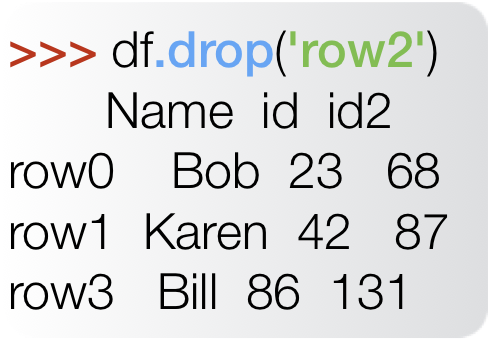 >>> df.drop('row2')
Name id id2
row0 Bob 23 68
row1 Karen 42 87
row3 Bill 86 131